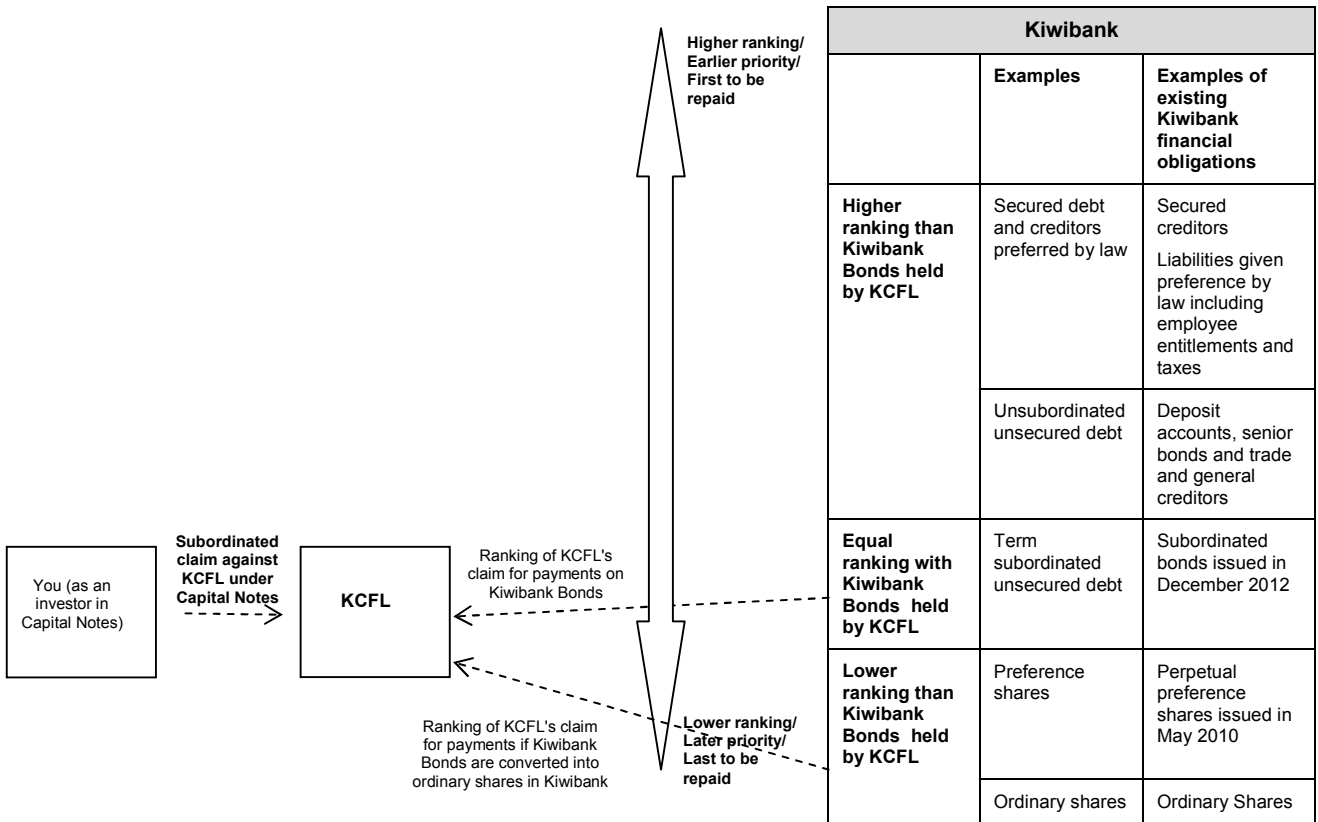 Higher ranking/
Earlier priority/
First to be
repaid
Kiwibank
Examples
Examples of
existing
Kiwibank
financial
obligations
Higher
ranking than
Kiwibank
Bonds held
by KCFL
Secured debt
and creditors
preferred by law
Secured
creditors
Liabilities given
preference by
law including
employee
entitlements and
taxes
Unsubordinated
unsecured debt
Deposit
accounts, senior
bonds and trade
and general
creditors
You (as an
investor in
Capital Notes)
Subordinated
claim against
KCFL under
Capital Notes
KCFL
Ranking of KCFL's
claim for payments on
Kiwibank Bonds
Equal
ranking with
Kiwibank
Bonds held
by KCFL
Term
subordinated
unsecured debt
Subordinated
bonds issued in
December 2012
Ranking of KCFL's claim
for payments if Kiwibank
Bonds are converted into
ordinary shares in Kiwibank
Lower ranking/
Later priority/
Last to be
repaid
Lower
ranking than
Kiwibank
Bonds held
by KCFL
Preference
shares
Perpetual
preference
shares issued in
May 2010
Ordinary shares
Ordinary Shares